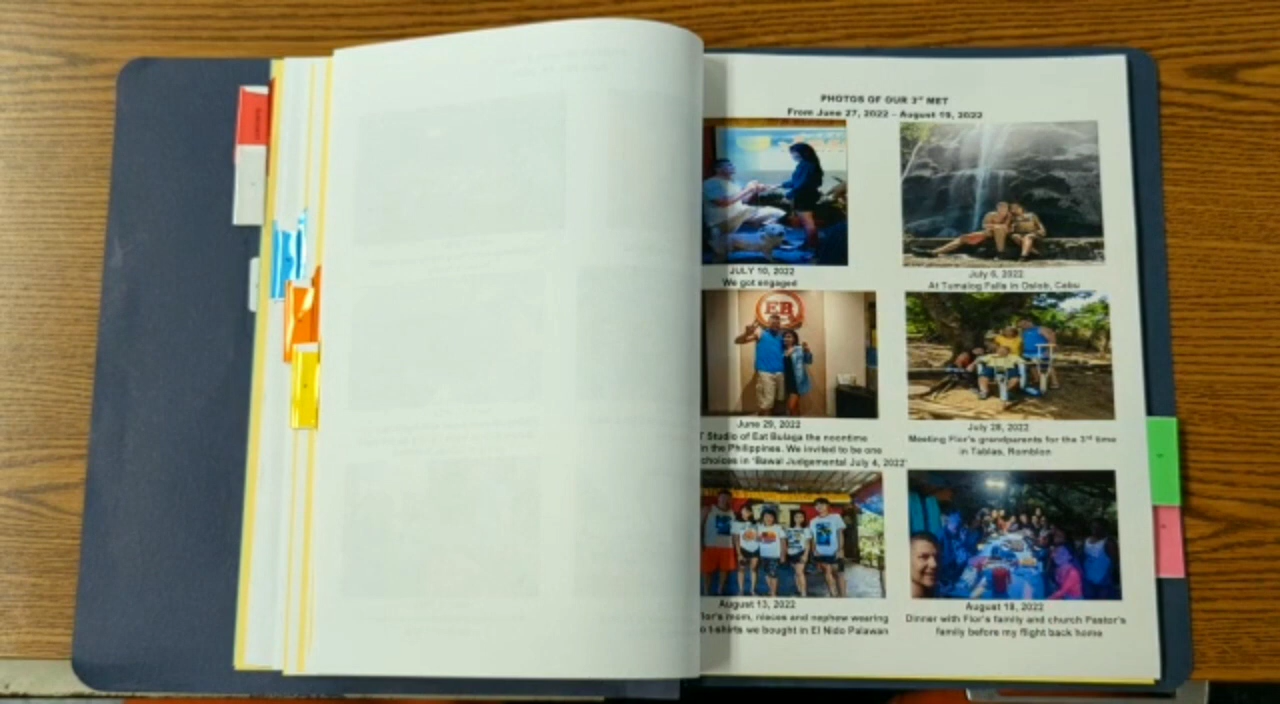 PHOTOS OF OUR 3rd MET
From June 27, 2022 – August 19, 2022
JULY 10, 2022
We got engaged
July 6, 2022
At Tumalog Falls in Oslob, Cebu
EB
June 29, 2022
Studio of Eat Bulaga the noontime
in the Philippines. We invited to be one
choices in 'Bawal Judgemental July 4, 2022'
July 28, 2022
Meeting Flor's grandparents for the 3rd time
in Tablas, Romblon
August 13, 2022
Flor's mom, nieces and nephew wearing
t-shirts we bought in El Nido Palawan
August 18, 2022
Dinner with Flor's family and church Pastor's
family before my flight back home